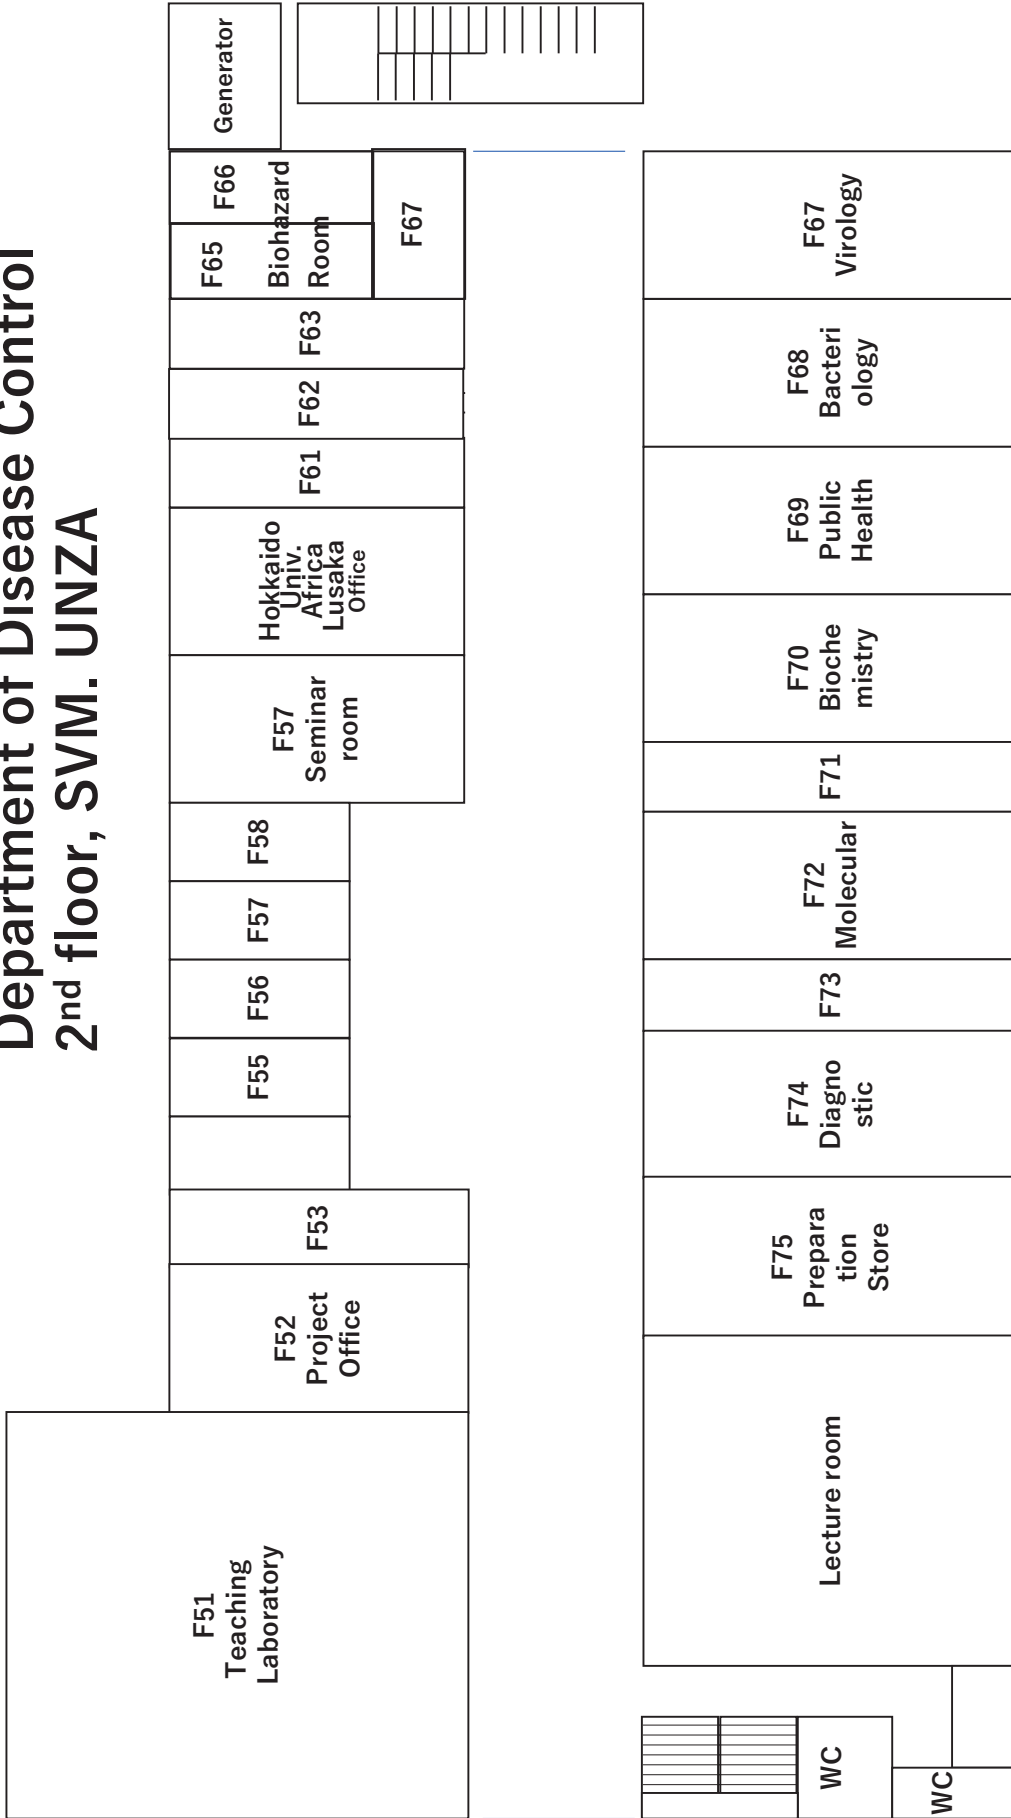 Department of Disease Control
2nd floor, SVM. UNZA
F51
Teaching
Laboratory
F52
Project
Office
F53
F55
F56
F57
F58
F57
Seminar
room
Hokkaido
Univ.
Africa
Lusaka
Office
F61
F62
F63
F65
F66
Biohazard
Room
F67
Generator
WC
WC
Lecture room
F75
Prepara
tion
Store
F74
Diagno
stic
F73
F72
Molecular
F71
F70
Bioche
mistry
F69
Public
Health
F68
Bacteri
ology
F67
Virology